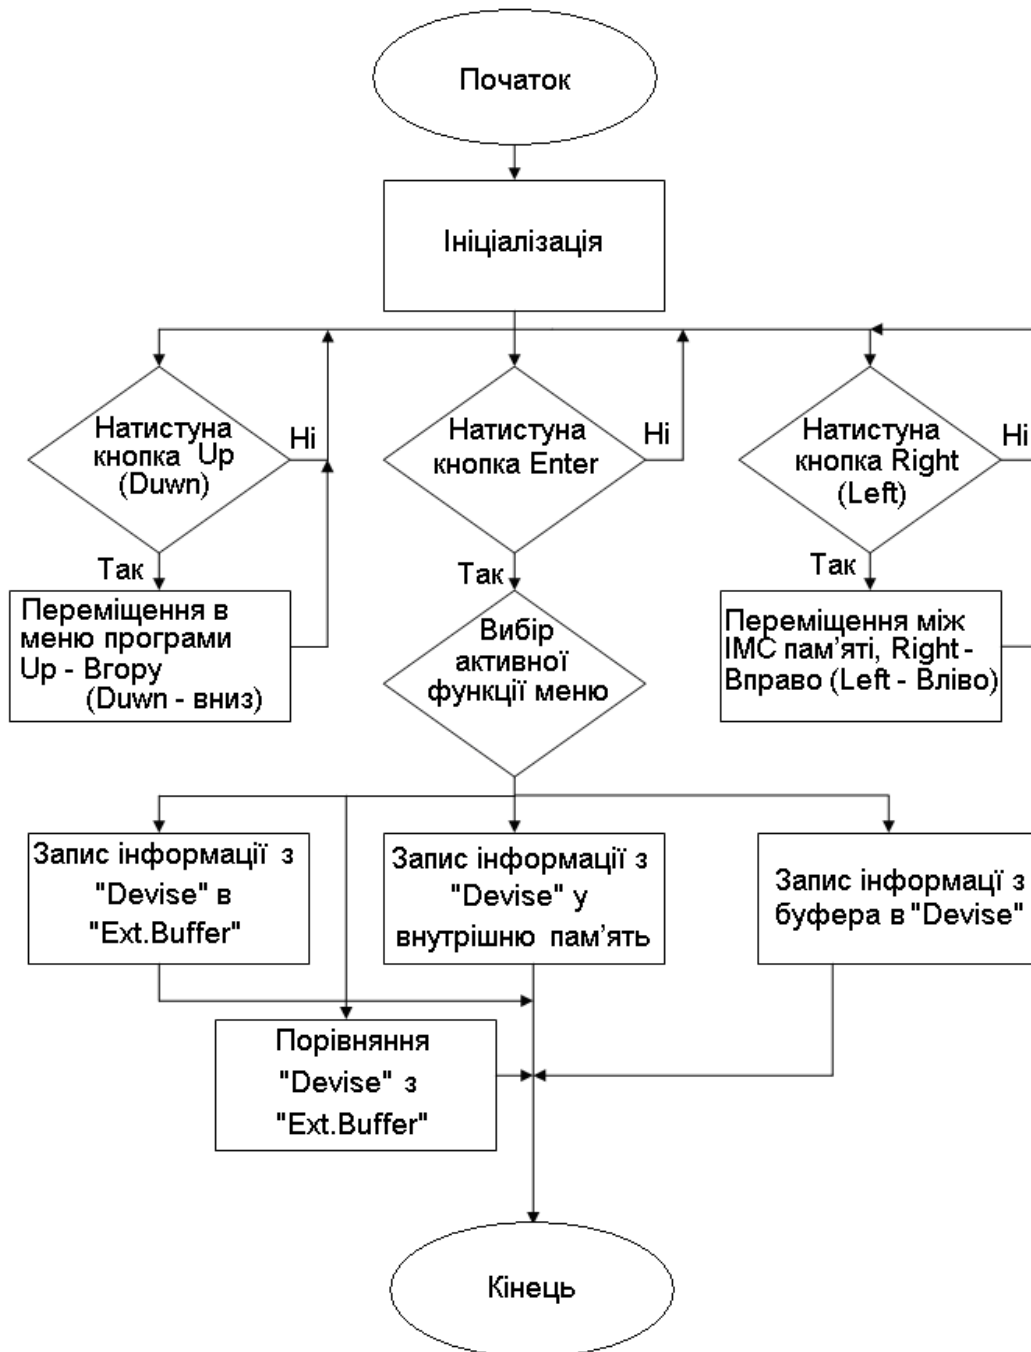 Початок
Ініціалізація
Натистуна
кнопка Up
(Duwn)
Ні
Натистуна
кнопка Enter
Ні
Натистуна
кнопка Right
(Left)
Ні
Так
Так
Так
Переміщення в
меню програми
Up - Вгору
(Duwn - вниз)
Вибір
активної
функції меню
Переміщення між
ІМС пам'яті, Right -
Вправо (Left - Вліво)
Запис інформації з
"Devise" в
"Ext.Buffer"
Запис інформації з
"Devise" у
внутрішню пам'ять
Запис інформації з
буфера в "Devise"
Порівняння
"Devise" з
"Ext.Buffer"
Кінець